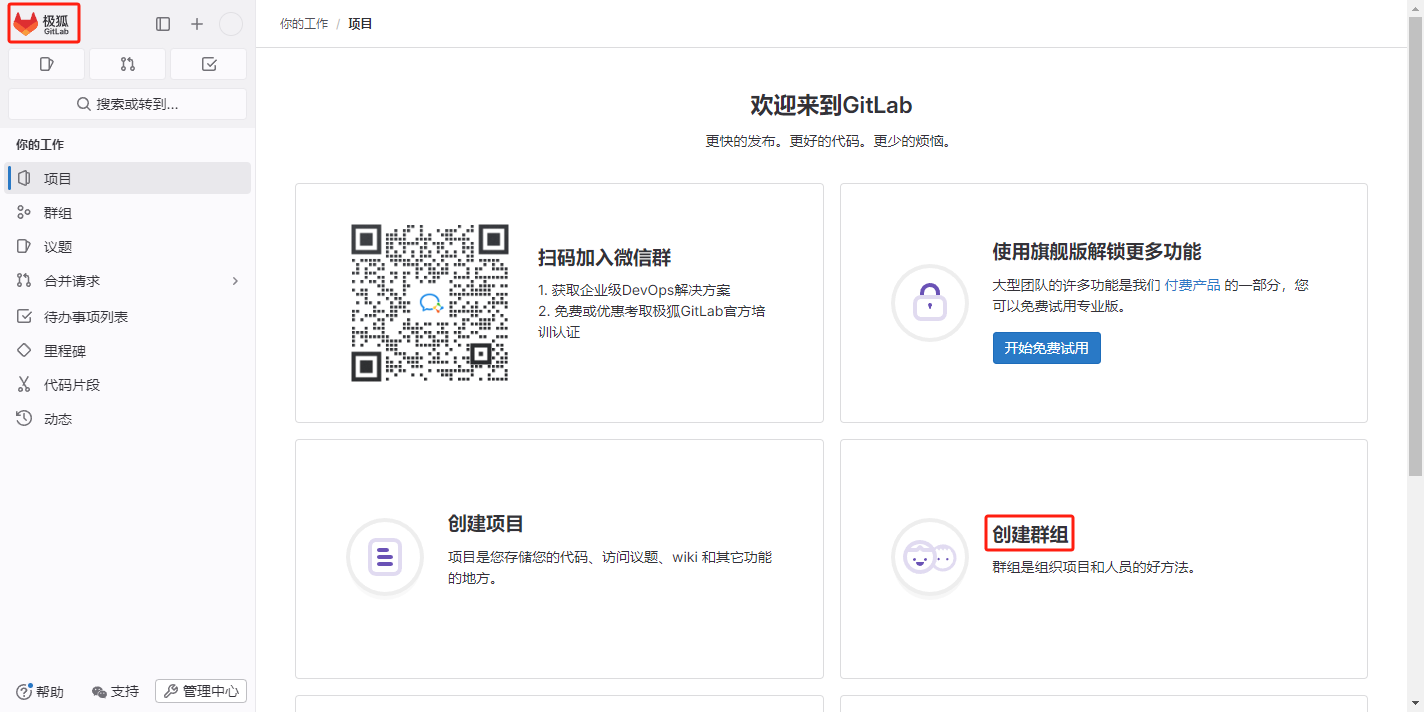 极狐
GitLab
你的工作 / 项目
搜索或转到...
你的工作
项目
群组
议题
合并请求
待办事项列表
里程碑
代码片段
动态
帮助
支持
管理中心
欢迎来到GitLab
更快的发布。更好的代码。更少的烦恼。
扫码加入微信群
1. 获取企业级DevOps解决方案
2. 免费或优惠考取极狐GitLab官方培
训认证
使用旗舰版解锁更多功能
大型团队的许多功能是我们 付费产品 的一部分，您
可以免费试用专业版。
开始免费试用
创建项目
项目是您存储您的代码、访问议题、wiki 和其它功能
的地方。
创建群组
群组是组织项目和人员的好方法。